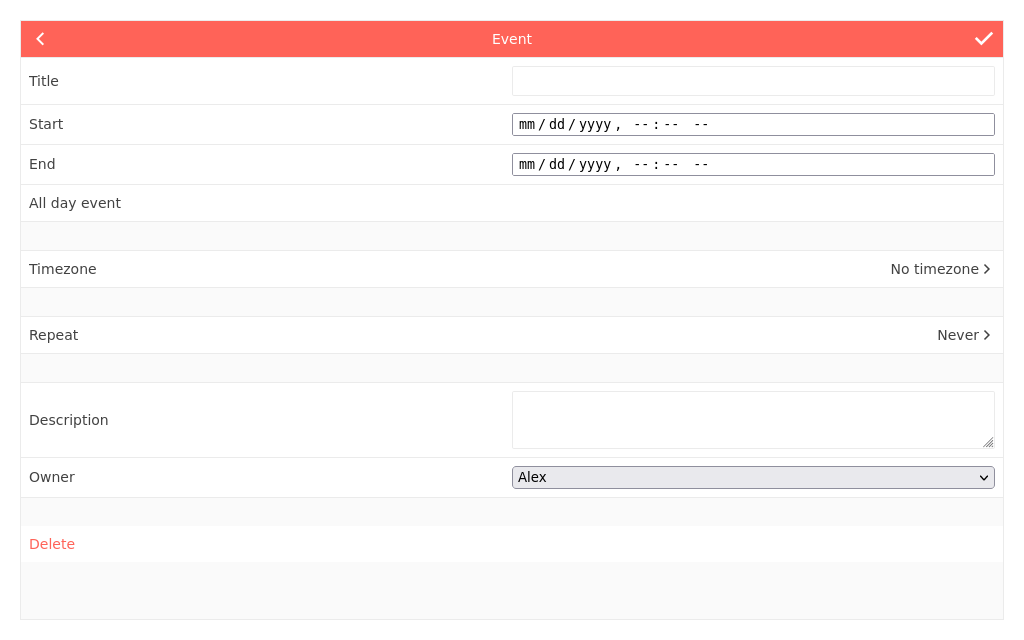 Event
Title
Start mm/dd/yyyy, --:-- --
End mm/dd/yyyy, --:-- --
All day event
Timezone No timezone
Repeat Never
Description
Owner Alex
Delete